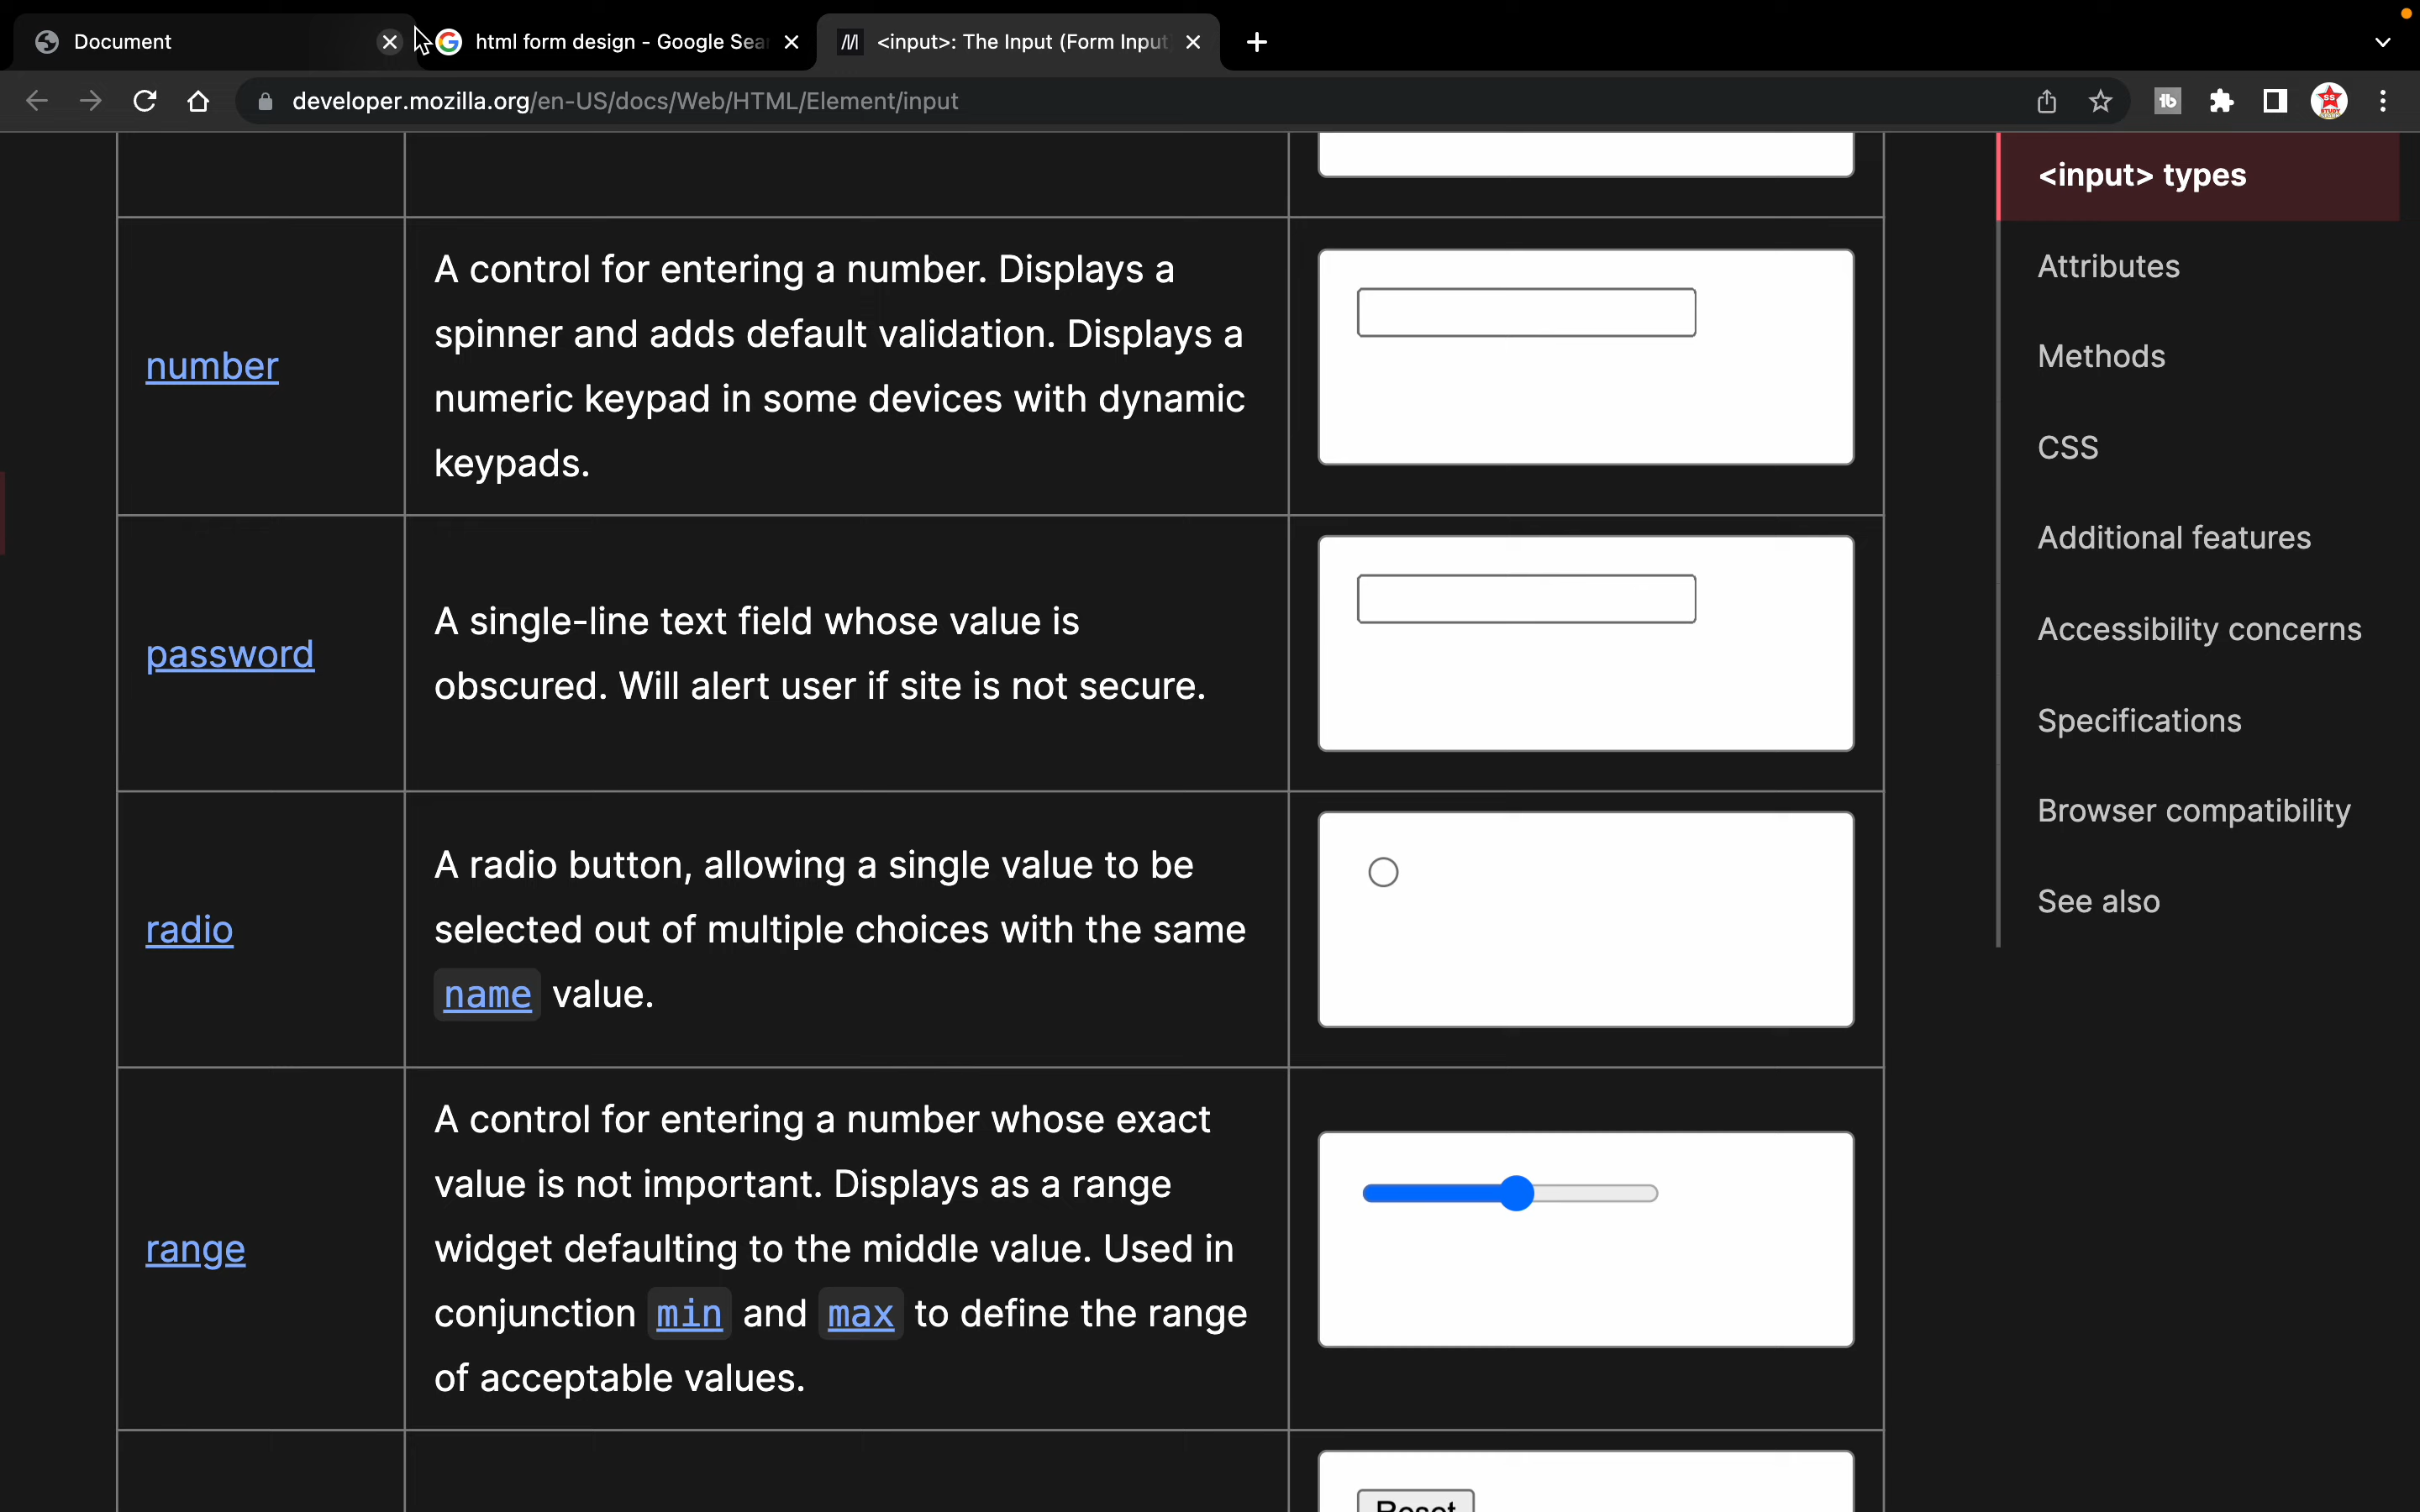 Document
html form design - Google Sea
<input>: The Input (Form Input
developer.mozilla.org/en-US/docs/Web/HTML/Element/input
number
A control for entering a number. Displays a
spinner and adds default validation. Displays a
numeric keypad in some devices with dynamic
keypads.
password
A single-line text field whose value is
obscured. Will alert user if site is not secure.
radio
A radio button, allowing a single value to be
selected out of multiple choices with the same
name value.
range
A control for entering a number whose exact
value is not important. Displays as a range
widget defaulting to the middle value. Used in
conjunction min and max to define the range
of acceptable values.
Reset
<input> types
Attributes
Methods
CSS
Additional features
Accessibility concerns
Specifications
Browser compatibility
See also